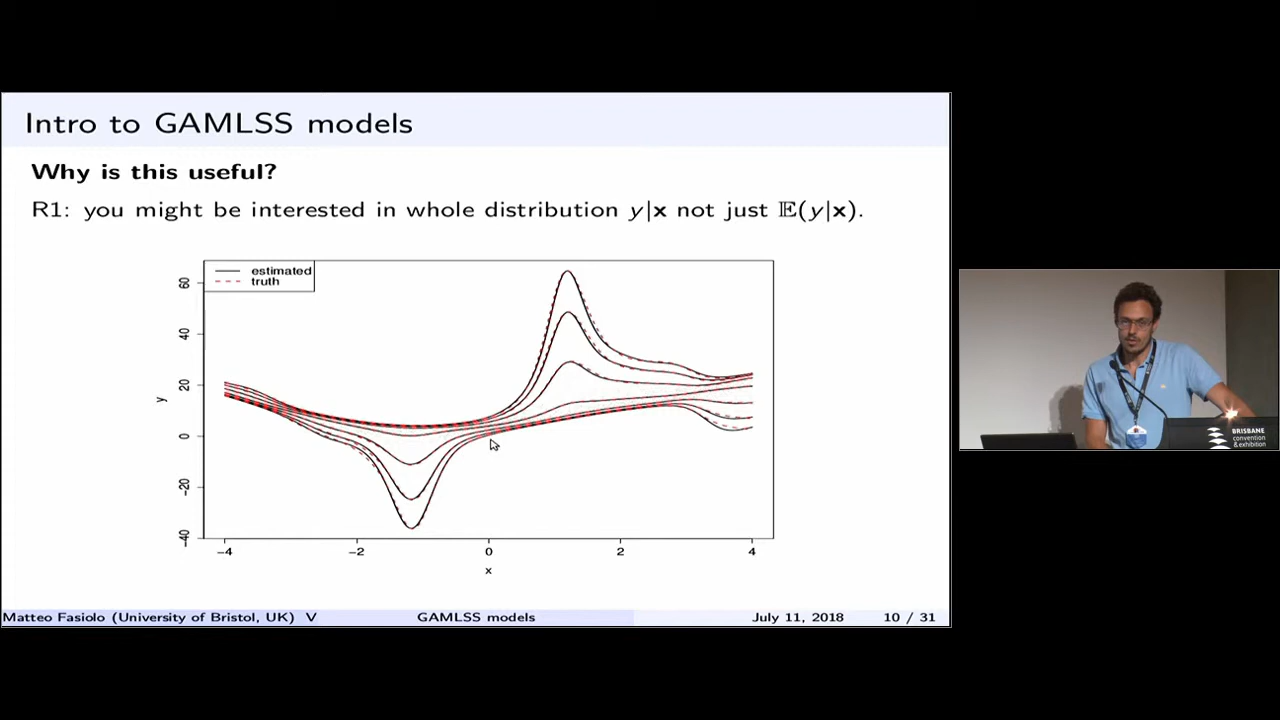 Intro to GAMLSS models
Why is this useful?
R1: you might be interested in whole distribution y|x not just 𝔼(y|x).
estimated
truth
60
40
20
0
−20
−40
y
−4
−2
0
2
4
x
Matteo Fasiolo (University of Bristol, UK) V
GAMLSS models
July 11, 2018
10 / 31
BRISBANE
convention
& exhibition